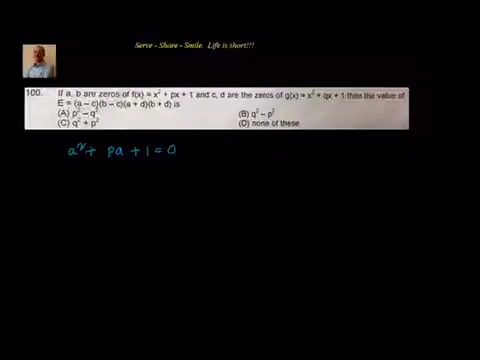 Serve - Share - Smile. Life is short!!!
100. If a, b are zeros of f(x) = x² + px + 1 and c, d are the zeros of g(x) = x² + qx + 1 then the value of
E = (a – c)(b – c)(a + d)(b + d) is
(A) p² – q² (B) q² – p²
(C) q² + p² (D) none of these
a² + pa + 1 = 0